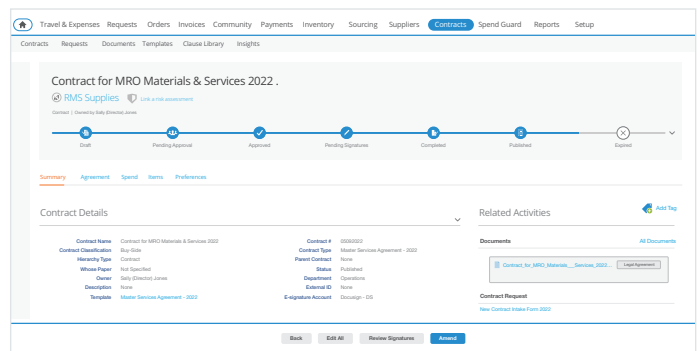 Travel & Expenses Requests Orders Invoices Community Payments Inventory Sourcing Suppliers Contracts Spend Guard Reports Setup
Contracts Requests Documents Templates Clause Library Insights
Contract for MRO Materials & Services 2022 .
RMS Supplies Link a risk assessment
Contract | Owned by Sally (Director) Jones
Draft Pending Approval Approved Pending Signatures Completed Published Expired
Summary Agreement Spend Items Preferences
Contract Details
Contract Name Contract for MRO Materials & Services 2022
Contract Classification Buy-Side
Hierarchy Type Contract
Whose Paper Not Specified
Owner Sally (Director) Jones
Description None
Template Master Services Agreement - 2022
Contract #
Contract Type Master Services Agreement - 2022
Parent Contract None
Status Published
Department Operations
External ID None
E-signature Account Docusign - DS
Related Activities Add Tag
Documents All Documents
Contract_for_MRO_Materials___Services_2022... Legal Agreement
Contract Request
New Contract Intake Form 2022
Back Edit All Review Signatures Amend